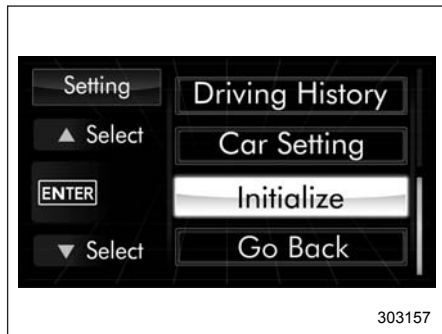 Setting
▲ Select
ENTER
▼ Select
Driving History
Car Setting
Initialize
Go Back
303157